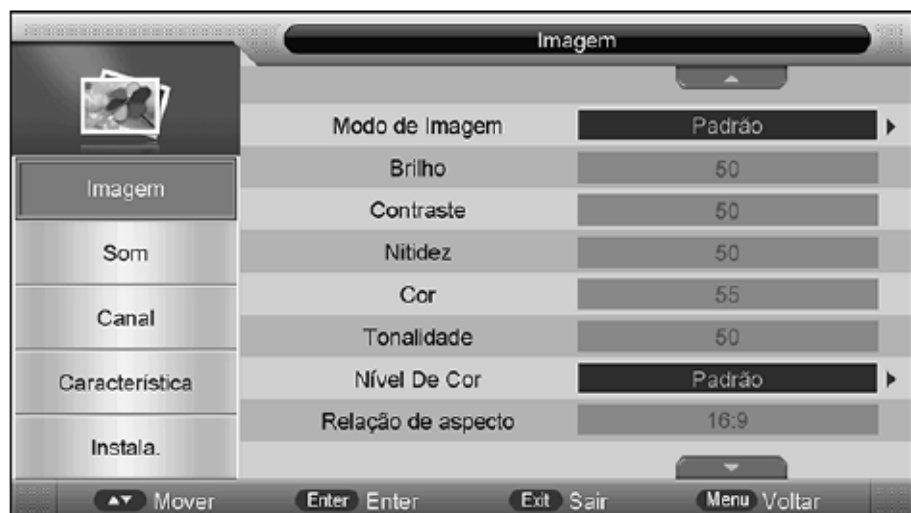 Imagem
Imagem
Som
Canal
Característica
Instala.
Modo de Imagem Padrão
Brilho 50
Contraste 50
Nitidez 50
Cor 55
Tonalidade 50
Nível De Cor Padrão
Relação de aspecto 16:9
Mover Enter Enter Exit Sair Menu Voltar